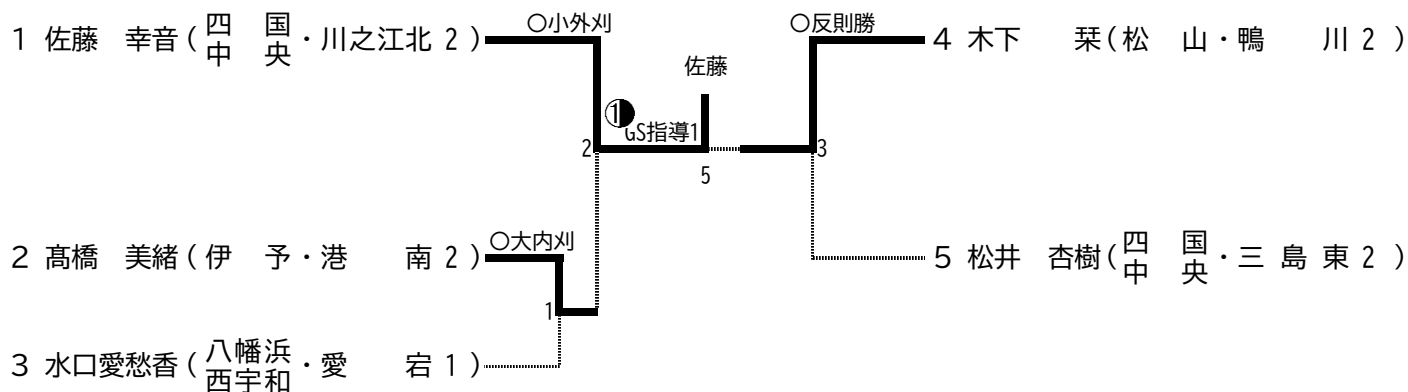 ○小外刈
○反則勝
1 佐藤 幸音(四国中央・川之江北 2)
4 木下 栞(松山・鴨川 2)
佐藤
①
GS指導1
2
3
5
2 髙橋 美緒(伊予・港南 2)
○大内刈
5 松井 杏樹(四国中央・三島東 2)
1
3 水口愛愁香(八幡浜西宇和・愛宕 1)